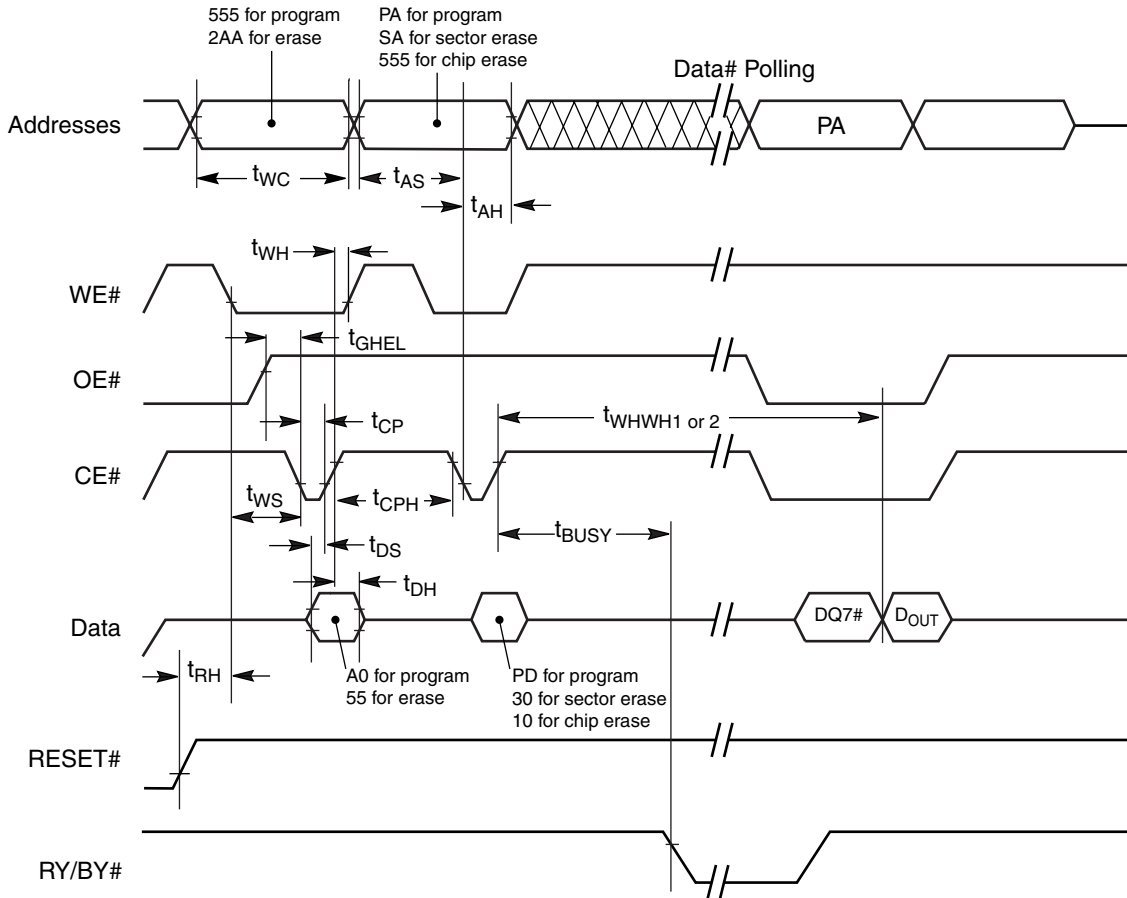 555 for program
2AA for erase
PA for program
SA for sector erase
555 for chip erase
Data# Polling
Addresses
PA
tWC
tAS
tAH
tWH
WE#
tGHEL
OE#
tWHWH1 or 2
tCP
CE#
tWS
tCPH
tBUSY
tDS
tDH
Data
DQ7#
DOUT
tRH
A0 for program
55 for erase
PD for program
30 for sector erase
10 for chip erase
RESET#
RY/BY#